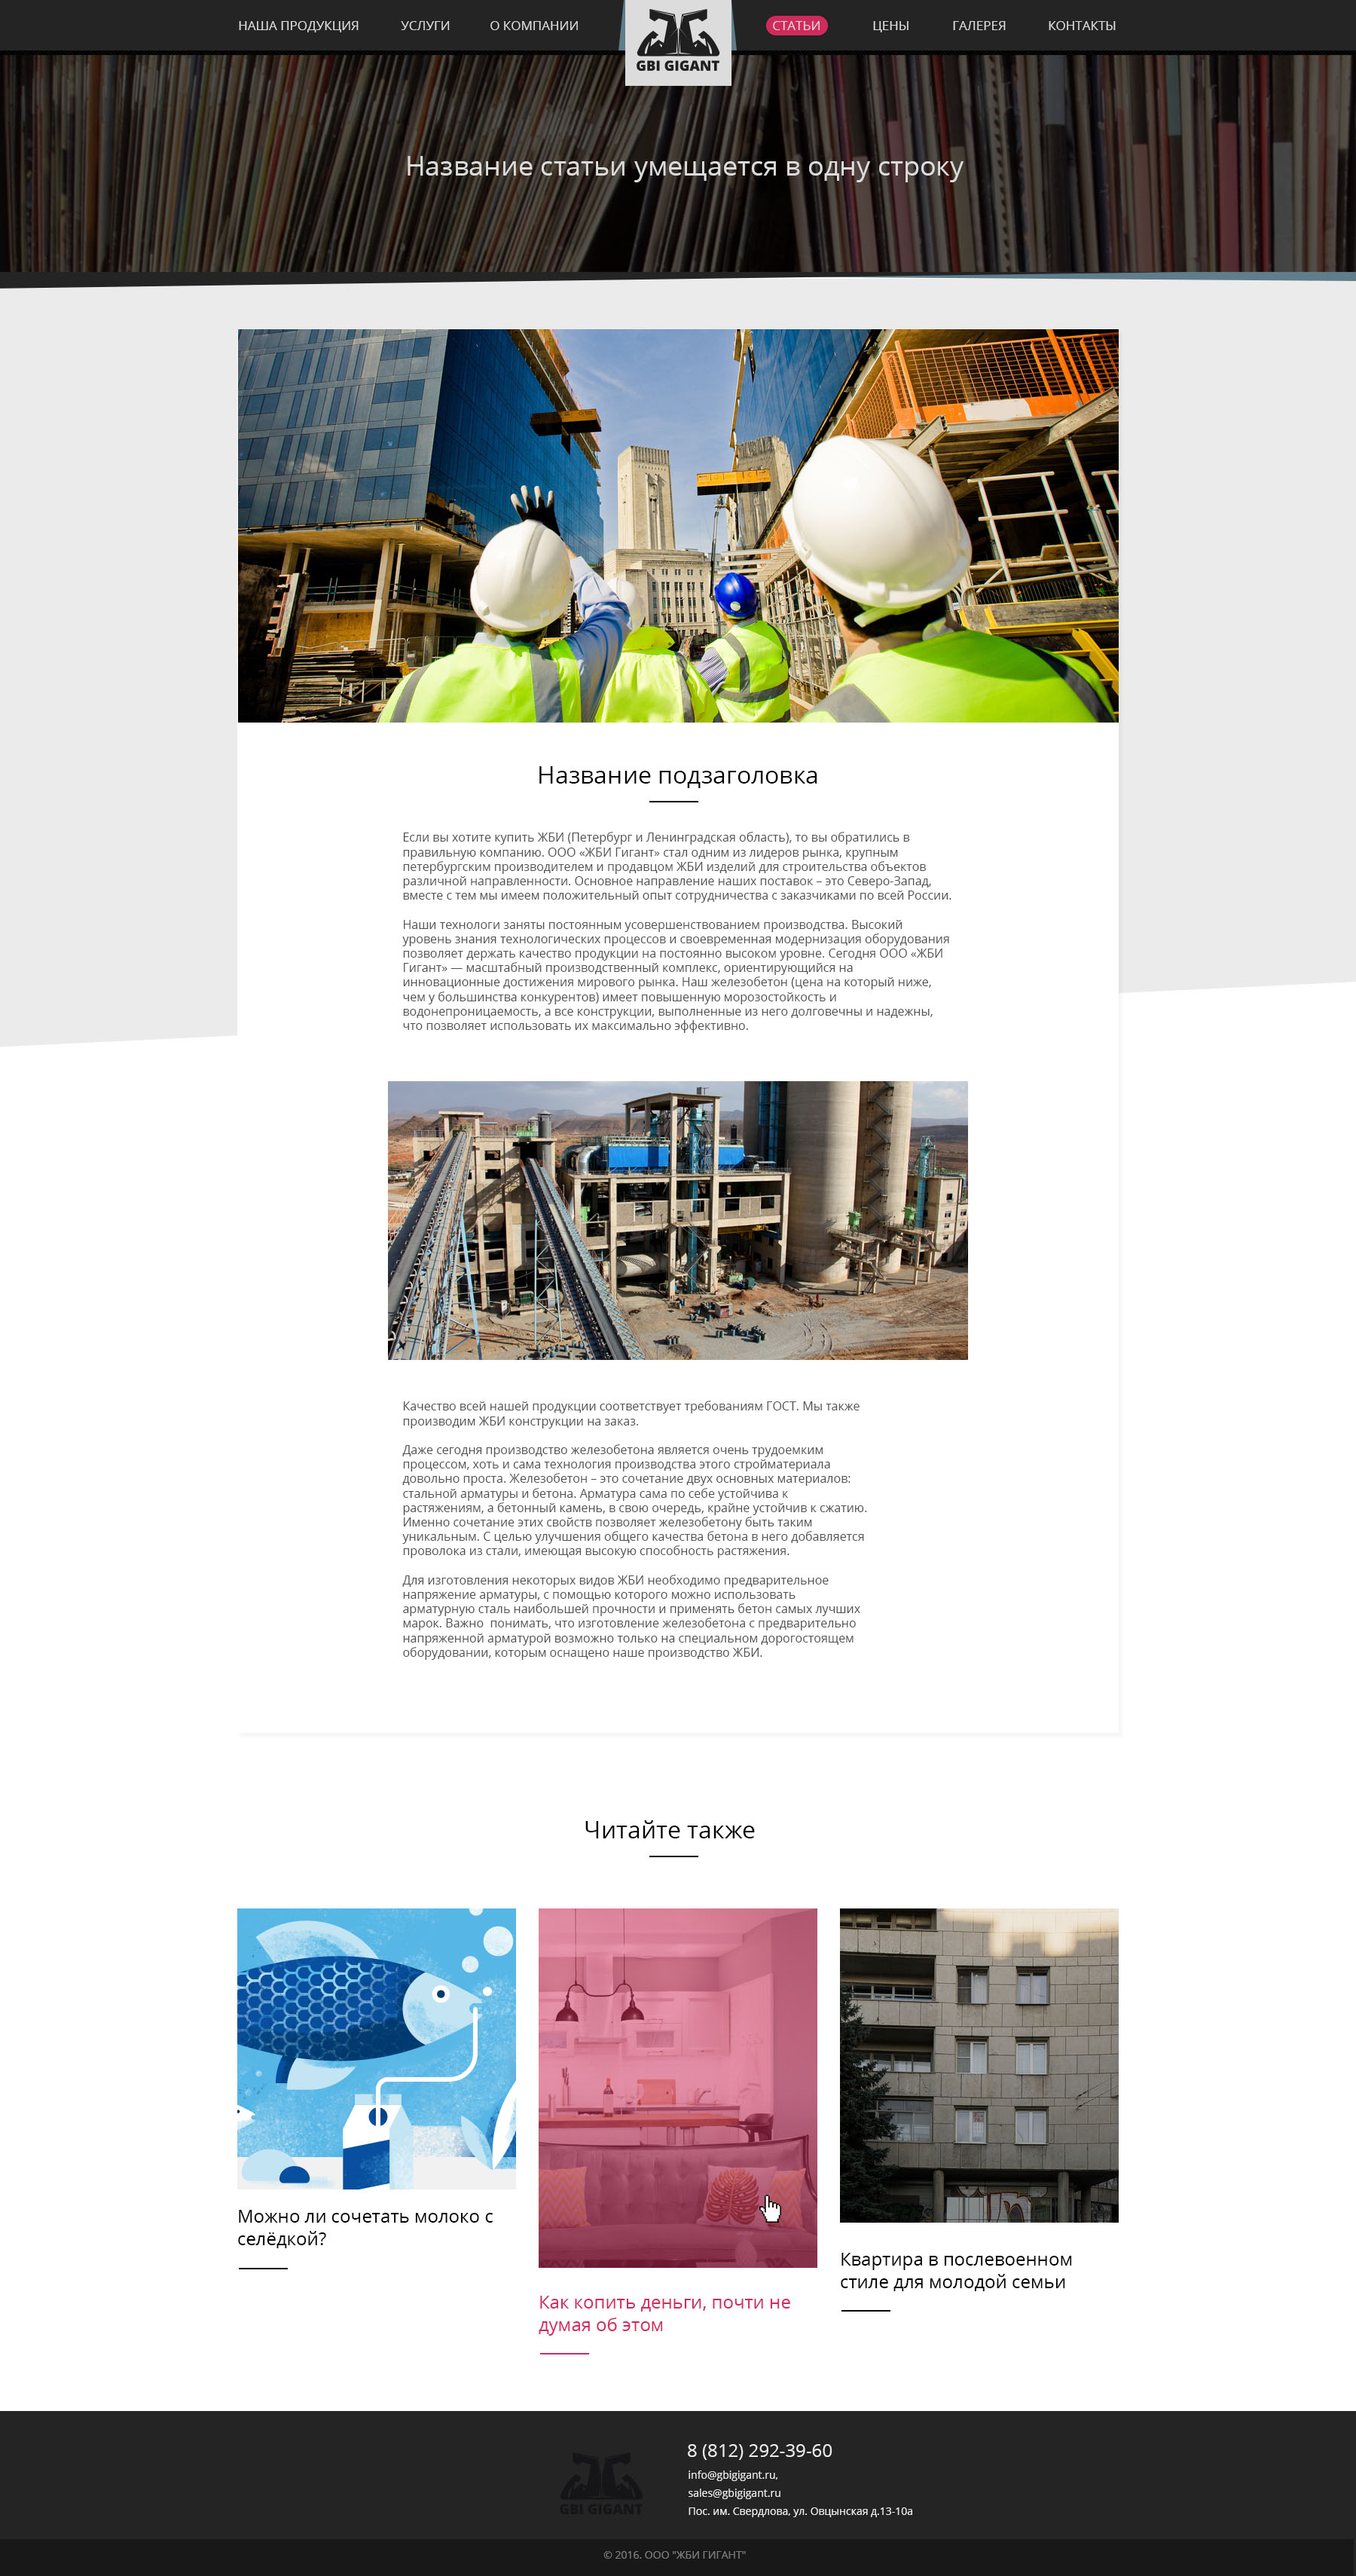 НАША ПРОДУКЦИЯ УСЛУГИ О КОМПАНИИ GBI GIGANT СТАТЬИ ЦЕНЫ ГАЛЕРЕЯ КОНТАКТЫ
Название статьи умещается в одну строку
Название подзаголовка
Если вы хотите купить ЖБИ (Петербург и Ленинградская область), то вы обратились в
правильную компанию. ООО «ЖБИ Гигант» стал одним из лидеров рынка, крупным
петербургским производителем и продавцом ЖБИ изделий для строительства объектов
различной направленности. Основное направление наших поставок – это Северо-Запад,
вместе с тем мы имеем положительный опыт сотрудничества с заказчиками по всей России.
Наши технологи заняты постоянным усовершенствованием производства. Высокий
уровень знания технологических процессов и своевременная модернизация оборудования
позволяет держать качество продукции на постоянно высоком уровне. Сегодня ООО «ЖБИ
Гигант» — масштабный производственный комплекс, ориентирующийся на
инновационные достижения мирового рынка. Наш железобетон (цена на который ниже,
чем у большинства конкурентов) имеет повышенную морозостойкость и
водонепроницаемость, а все конструкции, выполненные из него долговечны и надежны,
что позволяет использовать их максимально эффективно.
Качество всей нашей продукции соответствует требованиям ГОСТ. Мы также
производим ЖБИ конструкции на заказ.
Даже сегодня производство железобетона является очень трудоемким
процессом, хоть и сама технология производства этого стройматериала
довольно проста. Железобетон – это сочетание двух основных материалов:
стальной арматуры и бетона. Арматура сама по себе устойчива к
растяжениям, а бетонный камень, в свою очередь, крайне устойчив к сжатию.
Именно сочетание этих свойств позволяет железобетону быть таким
уникальным. С целью улучшения общего качества бетона в него добавляется
проволока из стали, имеющая высокую способность растяжения.
Для изготовления некоторых видов ЖБИ необходимо предварительное
напряжение арматуры, с помощью которого можно использовать
арматурную сталь наибольшей прочности и применять бетон самых лучших
марок. Важно  понимать, что изготовление железобетона с предварительно
напряженной арматурой возможно только на специальном дорогостоящем
оборудовании, которым оснащено наше производство ЖБИ.
Читайте также
Можно ли сочетать молоко с
селёдкой?
Как копить деньги, почти не
думая об этом
Квартира в послевоенном
стиле для молодой семьи
GBI GIGANT
8 (812) 292-39-60
info@gbigigant.ru,
sales@gbigigant.ru
Пос. им. Свердлова, ул. Овцынская д.13-10а
© 2016. ООО "ЖБИ ГИГАНТ"